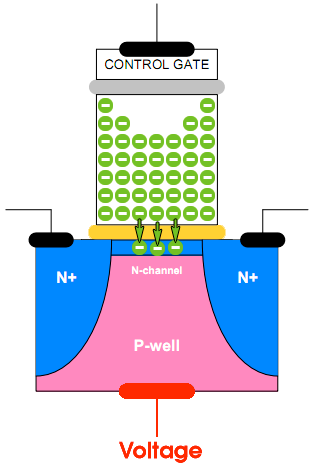 CONTROL GATE
N-channel
N+
N+
P-well
Voltage